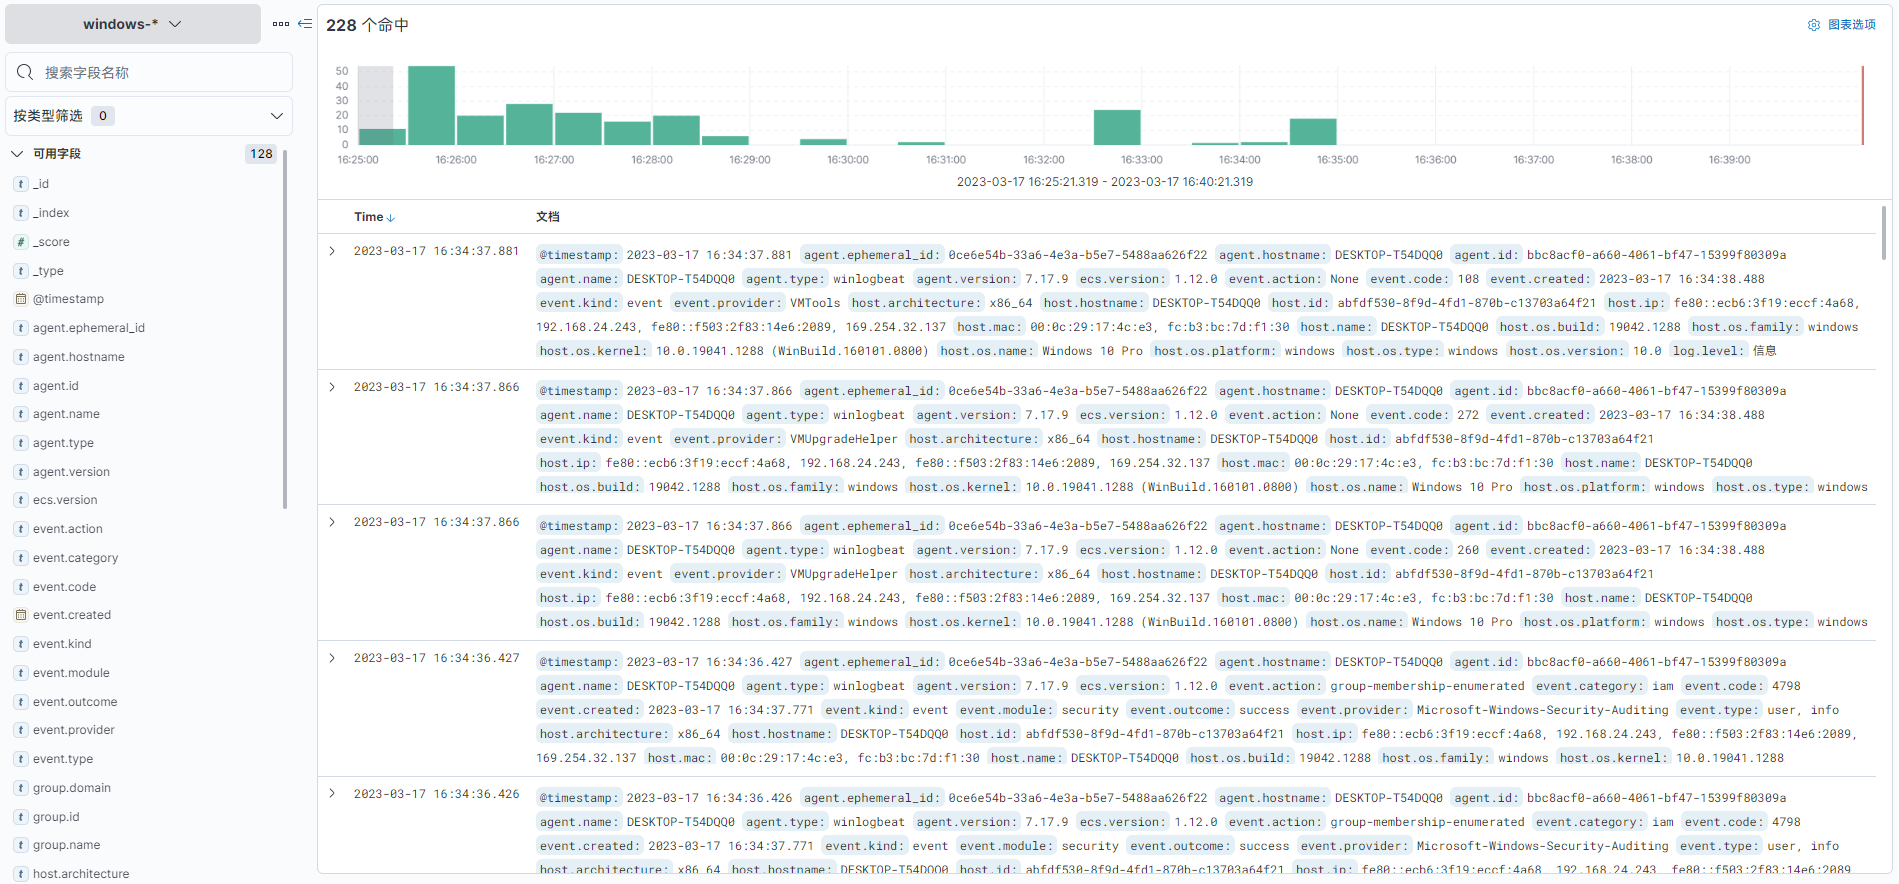 windows-*
搜索字段名称
按类型筛选 0
可用字段 128
t _id
t _index
# _score
t _type
@timestamp
t agent.ephemeral_id
t agent.hostname
t agent.id
t agent.name
t agent.type
t agent.version
t ecs.version
t event.action
t event.category
t event.code
event.created
t event.kind
t event.module
t event.outcome
t event.provider
t event.type
t group.domain
t group.id
t group.name
t host.architecture
228 个命中
图表选项
50
40
30
20
10
0
16:25:00 16:26:00 16:27:00 16:28:00 16:29:00 16:30:00 16:31:00 16:32:00 16:33:00 16:34:00 16:35:00 16:36:00 16:37:00 16:38:00 16:39:00
2023-03-17 16:25:21.319 - 2023-03-17 16:40:21.319
Time 文档
2023-03-17 16:34:37.881 @timestamp: 2023-03-17 16:34:37.881 agent.ephemeral_id: 0ce6e54b-33a6-4e3a-b5e7-5488aa626f22 agent.hostname: DESKTOP-T54DQQ0 agent.id: bbc8acf0-a660-4061-bf47-15399f80309a
agent.name: DESKTOP-T54DQQ0 agent.type: winlogbeat agent.version: 7.17.9 ecs.version: 1.12.0 event.action: None event.code: 108 event.created: 2023-03-17 16:34:38.488
event.kind: event event.provider: VMTools host.architecture: x86_64 host.hostname: DESKTOP-T54DQQ0 host.id: abfdf530-8f9d-4fd1-870b-c13703a64f21 host.ip: fe80::ecb6:3f19:eccf:4a68,
192.168.24.243, fe80::f503:2f83:14e6:2089, 169.254.32.137 host.mac: 00:0c:29:17:4c:e3, fc:b3:bc:7d:f1:30 host.name: DESKTOP-T54DQQ0 host.os.build: 19042.1288 host.os.family: windows
host.os.kernel: 10.0.19041.1288 (WinBuild.160101.0800) host.os.name: Windows 10 Pro host.os.platform: windows host.os.type: windows host.os.version: 10.0 log.level: 信息
2023-03-17 16:34:37.866 @timestamp: 2023-03-17 16:34:37.866 agent.ephemeral_id: 0ce6e54b-33a6-4e3a-b5e7-5488aa626f22 agent.hostname: DESKTOP-T54DQQ0 agent.id: bbc8acf0-a660-4061-bf47-15399f80309a
agent.name: DESKTOP-T54DQQ0 agent.type: winlogbeat agent.version: 7.17.9 ecs.version: 1.12.0 event.action: None event.code: 272 event.created: 2023-03-17 16:34:38.488
event.kind: event event.provider: VMUpgradeHelper host.architecture: x86_64 host.hostname: DESKTOP-T54DQQ0 host.id: abfdf530-8f9d-4fd1-870b-c13703a64f21
host.ip: fe80::ecb6:3f19:eccf:4a68, 192.168.24.243, fe80::f503:2f83:14e6:2089, 169.254.32.137 host.mac: 00:0c:29:17:4c:e3, fc:b3:bc:7d:f1:30 host.name: DESKTOP-T54DQQ0
host.os.build: 19042.1288 host.os.family: windows host.os.kernel: 10.0.19041.1288 (WinBuild.160101.0800) host.os.name: Windows 10 Pro host.os.platform: windows host.os.type: windows
2023-03-17 16:34:37.866 @timestamp: 2023-03-17 16:34:37.866 agent.ephemeral_id: 0ce6e54b-33a6-4e3a-b5e7-5488aa626f22 agent.hostname: DESKTOP-T54DQQ0 agent.id: bbc8acf0-a660-4061-bf47-15399f80309a
agent.name: DESKTOP-T54DQQ0 agent.type: winlogbeat agent.version: 7.17.9 ecs.version: 1.12.0 event.action: None event.code: 260 event.created: 2023-03-17 16:34:38.488
event.kind: event event.provider: VMUpgradeHelper host.architecture: x86_64 host.hostname: DESKTOP-T54DQQ0 host.id: abfdf530-8f9d-4fd1-870b-c13703a64f21
host.ip: fe80::ecb6:3f19:eccf:4a68, 192.168.24.243, fe80::f503:2f83:14e6:2089, 169.254.32.137 host.mac: 00:0c:29:17:4c:e3, fc:b3:bc:7d:f1:30 host.name: DESKTOP-T54DQQ0
host.os.build: 19042.1288 host.os.family: windows host.os.kernel: 10.0.19041.1288 (WinBuild.160101.0800) host.os.name: Windows 10 Pro host.os.platform: windows host.os.type: windows
2023-03-17 16:34:36.427 @timestamp: 2023-03-17 16:34:36.427 agent.ephemeral_id: 0ce6e54b-33a6-4e3a-b5e7-5488aa626f22 agent.hostname: DESKTOP-T54DQQ0 agent.id: bbc8acf0-a660-4061-bf47-15399f80309a
agent.name: DESKTOP-T54DQQ0 agent.type: winlogbeat agent.version: 7.17.9 ecs.version: 1.12.0 event.action: group-membership-enumerated event.category: iam event.code: 4798
event.created: 2023-03-17 16:34:37.771 event.kind: event event.module: security event.outcome: success event.provider: Microsoft-Windows-Security-Auditing event.type: user, info
host.architecture: x86_64 host.hostname: DESKTOP-T54DQQ0 host.id: abfdf530-8f9d-4fd1-870b-c13703a64f21 host.ip: fe80::ecb6:3f19:eccf:4a68, 192.168.24.243, fe80::f503:2f83:14e6:2089,
169.254.32.137 host.mac: 00:0c:29:17:4c:e3, fc:b3:bc:7d:f1:30 host.name: DESKTOP-T54DQQ0 host.os.build: 19042.1288 host.os.family: windows host.os.kernel: 10.0.19041.1288
2023-03-17 16:34:36.426 @timestamp: 2023-03-17 16:34:36.426 agent.ephemeral_id: 0ce6e54b-33a6-4e3a-b5e7-5488aa626f22 agent.hostname: DESKTOP-T54DQQ0 agent.id: bbc8acf0-a660-4061-bf47-15399f80309a
agent.name: DESKTOP-T54DQQ0 agent.type: winlogbeat agent.version: 7.17.9 ecs.version: 1.12.0 event.action: group-membership-enumerated event.category: iam event.code: 4798
event.created: 2023-03-17 16:34:37.771 event.kind: event event.module: security event.outcome: success event.provider: Microsoft-Windows-Security-Auditing event.type: user, info
host.architecture: x86_64 host.hostname: DESKTOP-T54DQQ0 host.id: abfdf530-8f9d-4fd1-870b-c13703a64f21 host.ip: fe80::ecb6:3f19:eccf:4a68, 192.168.24.243, fe80::f503:2f83:14e6:2089,